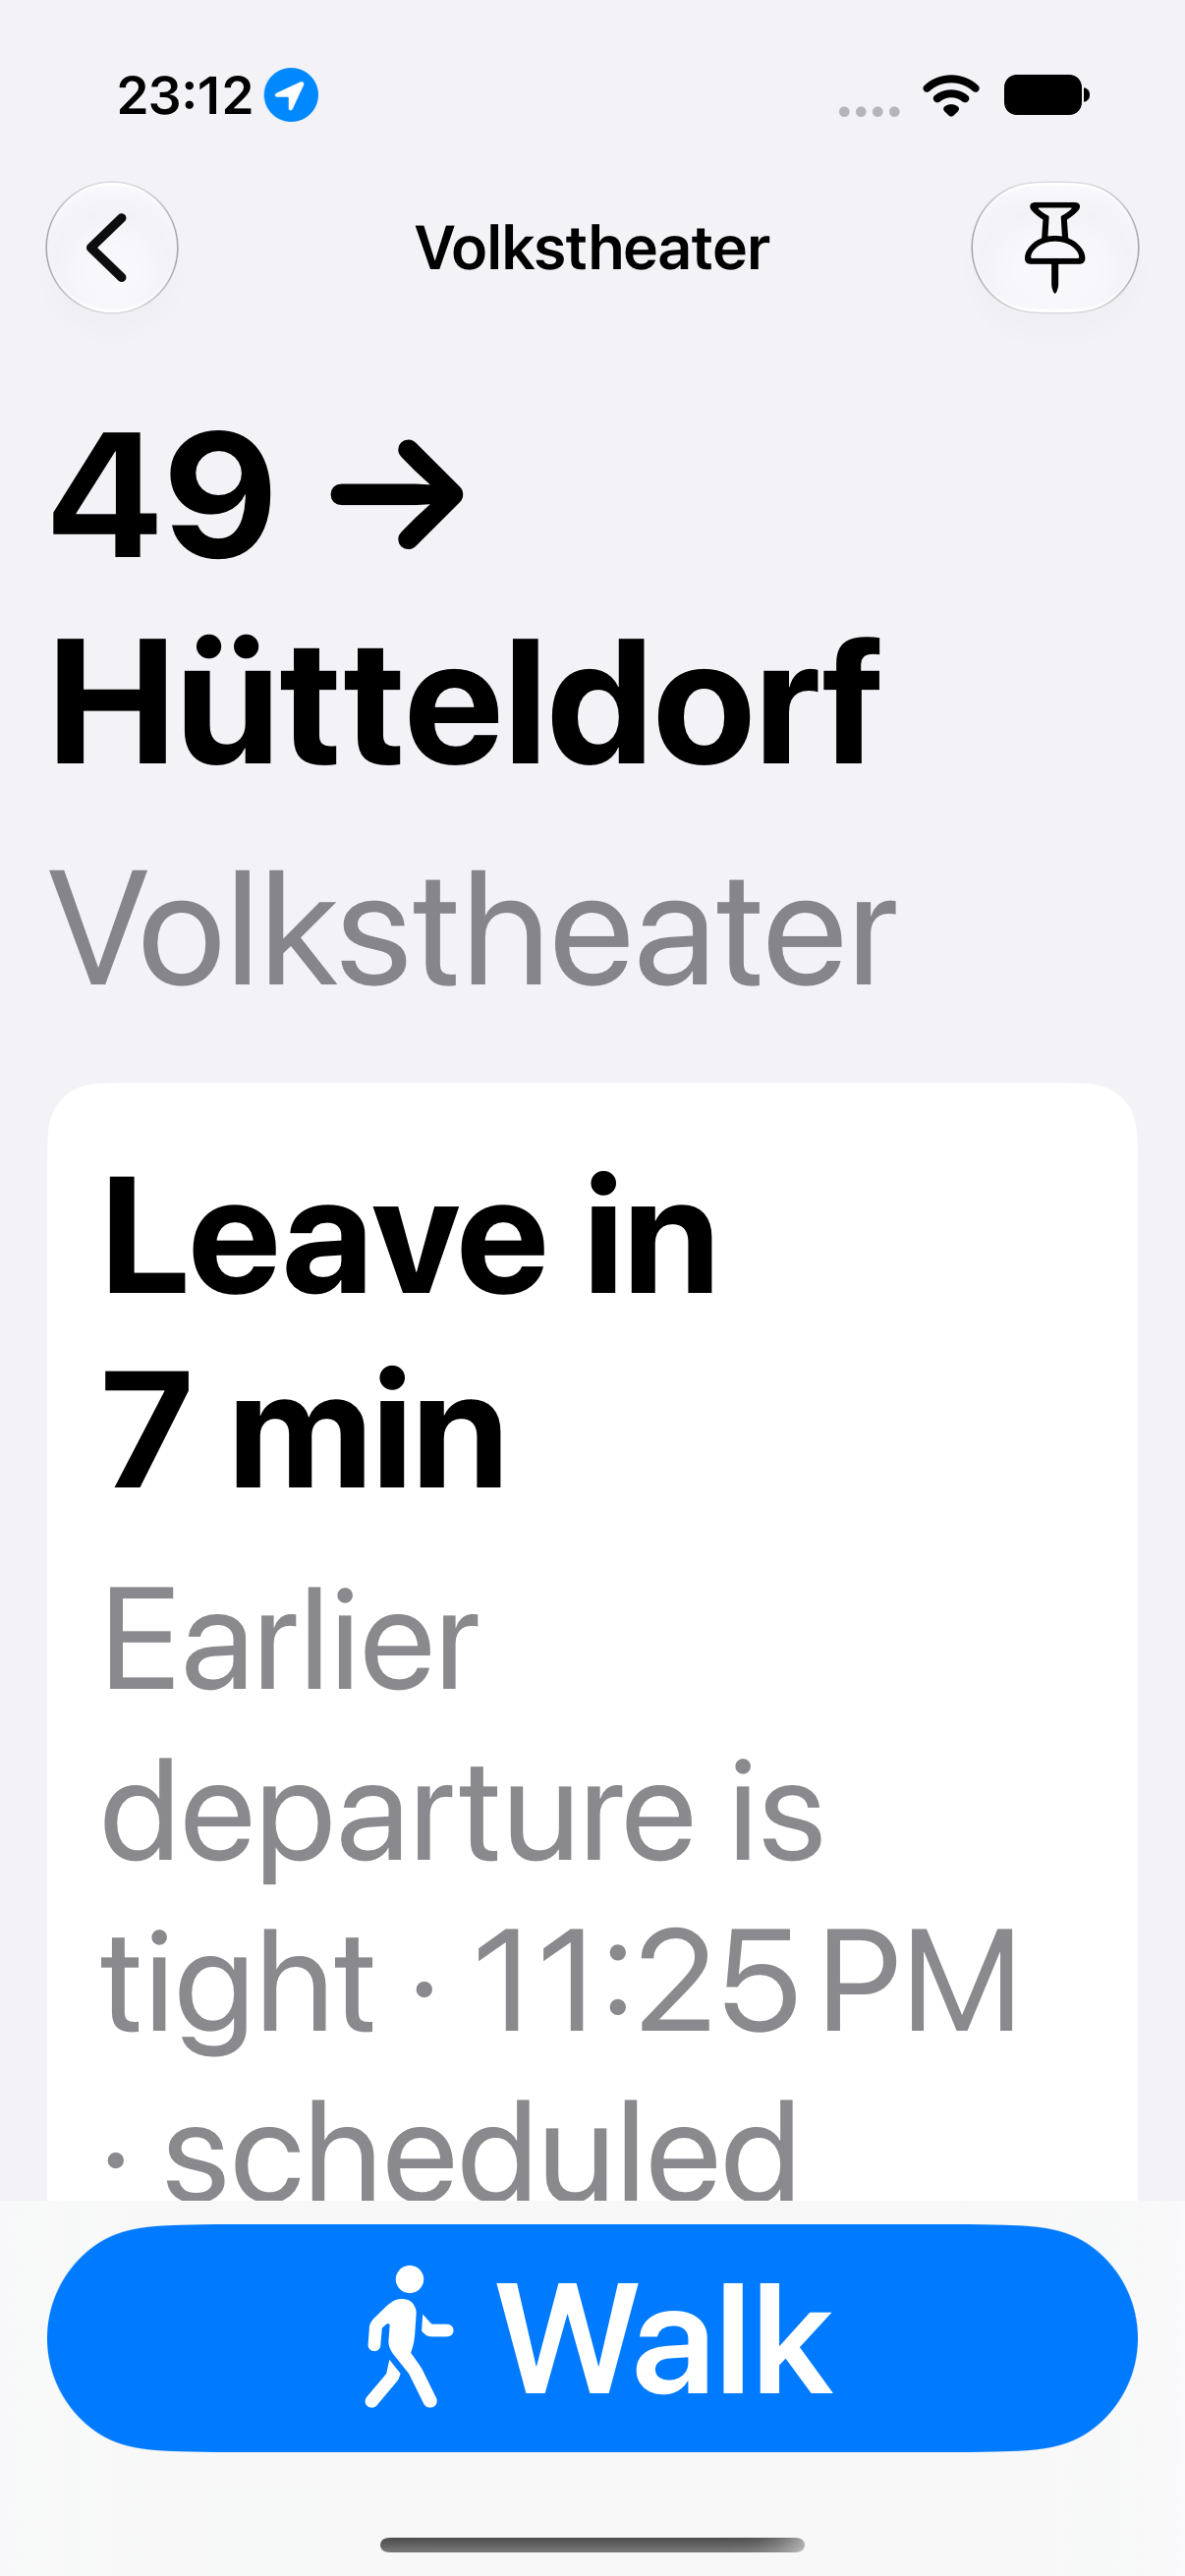 23:12
Volkstheater
49 →
Hütteldorf
Volkstheater
Leave in
7 min
Earlier
departure is
tight · 11:25 PM
· scheduled
Walk